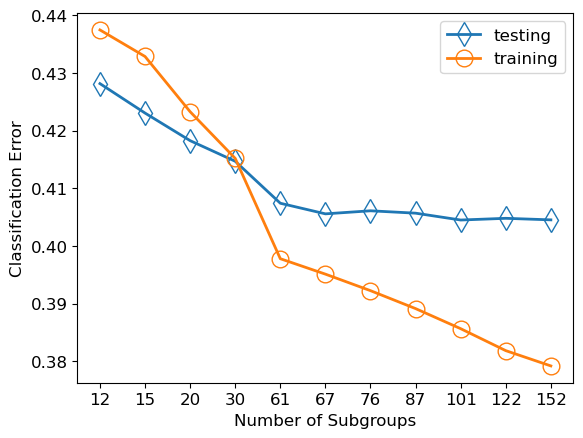 0.44
0.43
0.42
0.41
0.40
0.39
0.38
Classification Error
testing
training
12 15 20 30 61 67 76 87 101 122 152
Number of Subgroups